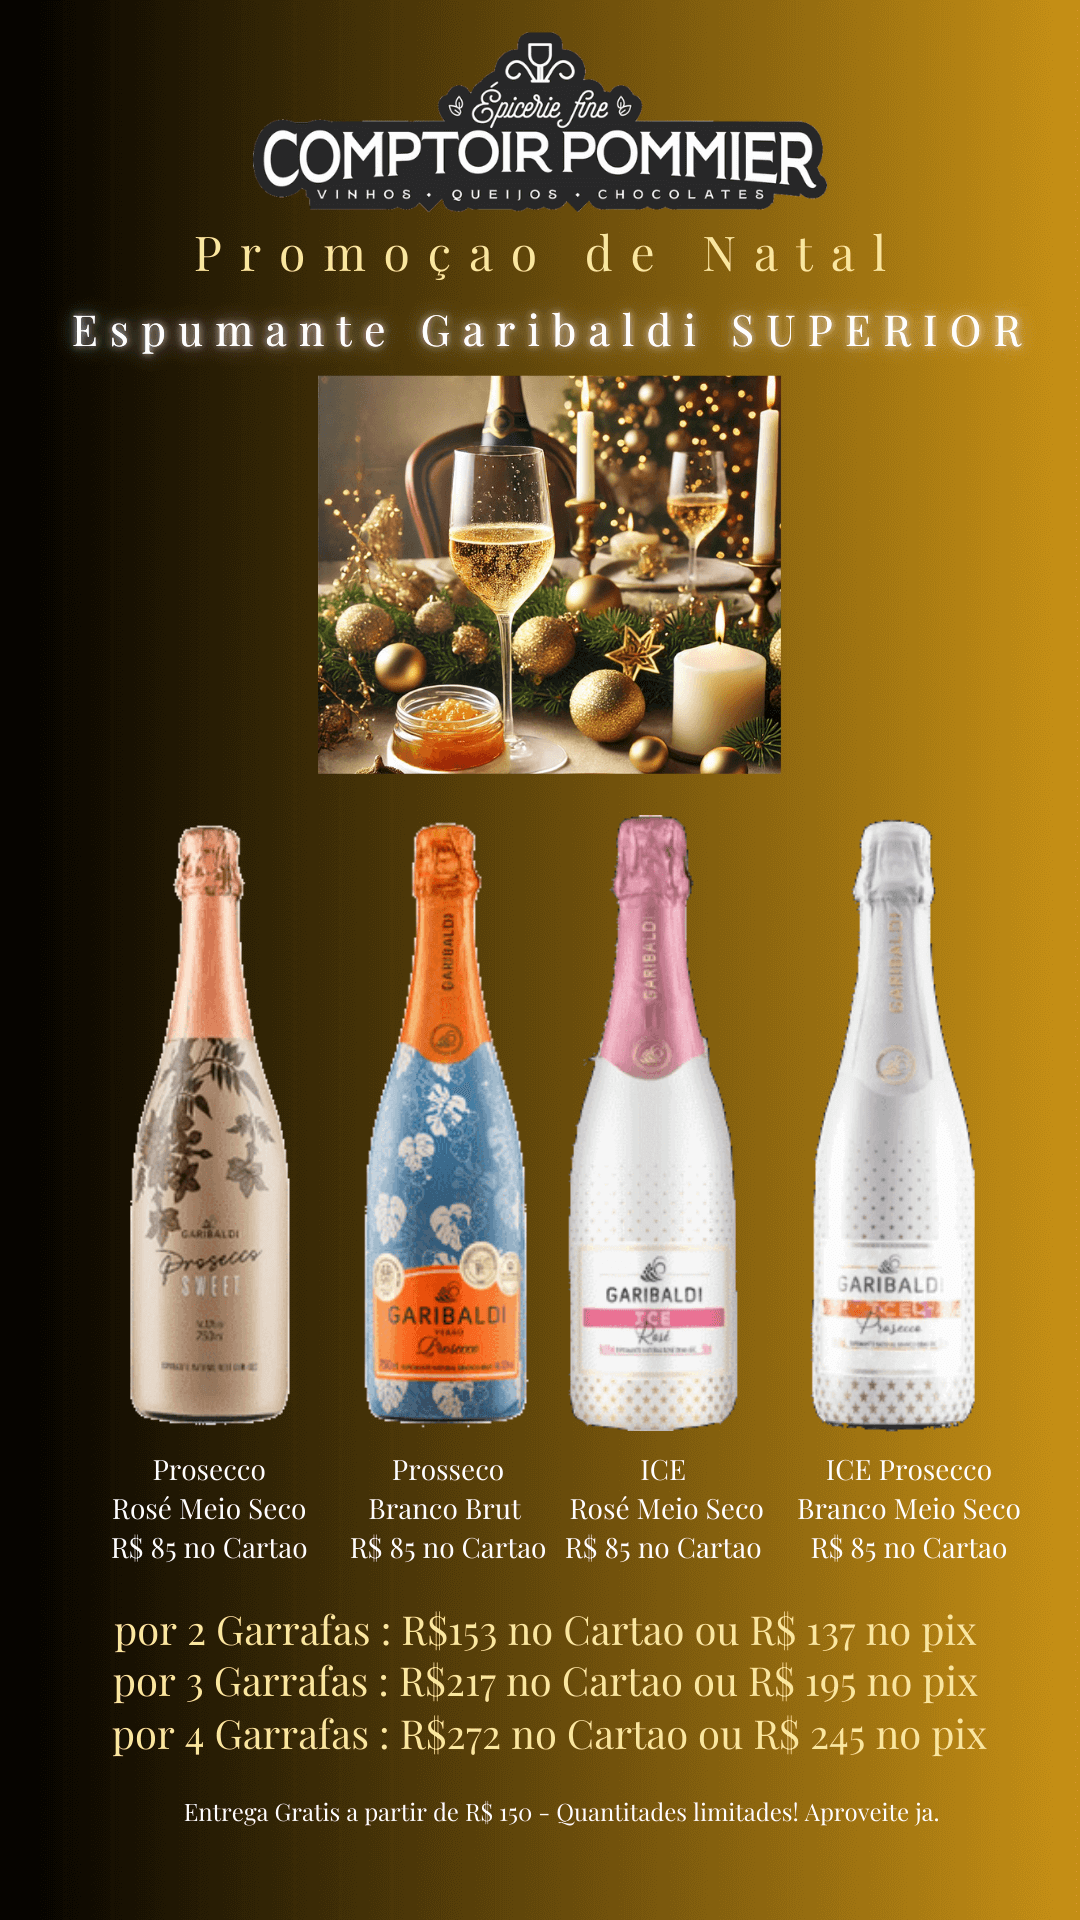 Épicerie fine
COMPTOIR POMMIER
VINHOS • QUEIJOS • CHOCOLATES
Promoçao de Natal
Espumante Garibaldi SUPERIOR
GARIBALDI
GARIBALDI
GARIBALDI
GARIBALDI
Prosecco
SWEET
750ml
GARIBALDI
VERÃO
Prosecco
GARIBALDI
ICE
Rosé
GARIBALDI
ICE
Prosecco
Prosecco
Rosé Meio Seco
R$ 85 no Cartao
Prosseco
Branco Brut
R$ 85 no Cartao
ICE
Rosé Meio Seco
R$ 85 no Cartao
ICE Prosecco
Branco Meio Seco
R$ 85 no Cartao
por 2 Garrafas : R$153 no Cartao ou R$ 137 no pix
por 3 Garrafas : R$217 no Cartao ou R$ 195 no pix
por 4 Garrafas : R$272 no Cartao ou R$ 245 no pix
Entrega Gratis a partir de R$ 150 - Quantitades limitades! Aproveite ja.